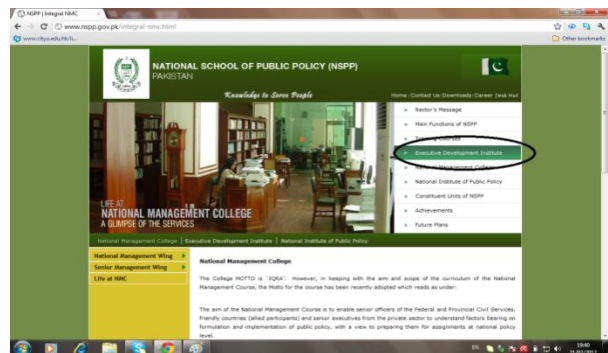 NSPP | Integral NMC
www.nspp.gov.pk/integral-nmc.html
Other bookmarks
NATIONAL SCHOOL OF PUBLIC POLICY (NSPP)
PAKISTAN
Knowledge to Serve People
Home
Contact Us
Downloads
Career
Desk Mail
Rector's Message
Main Functions of NSPP
Training Courses
Executive Development Institute
National Management College
National Institute of Public Policy
Constituent Units of NSPP
Achievements
Future Plans
LIFE AT
NATIONAL MANAGEMENT COLLEGE
A GLIMPSE OF THE SERVICES
National Management College | Executive Development Institute | National Institute of Public Policy
National Management Wing
Senior Management Wing
Life at NMC
National Management College
The College MOTTO is "IQRA". However, in keeping with the aim and scope of the curriculum of the National
Management Course, the Motto for the course has been recently adopted which reads as under:
The aim of the National Management Course is to enable senior officers of the Federal and Provincial Civil Services,
friendly countries (allied participants) and senior executives from the private sector to understand factors bearing on
formulation and implementation of public policy, with a view to preparing them for assignments at national policy
level.
EN
19:40